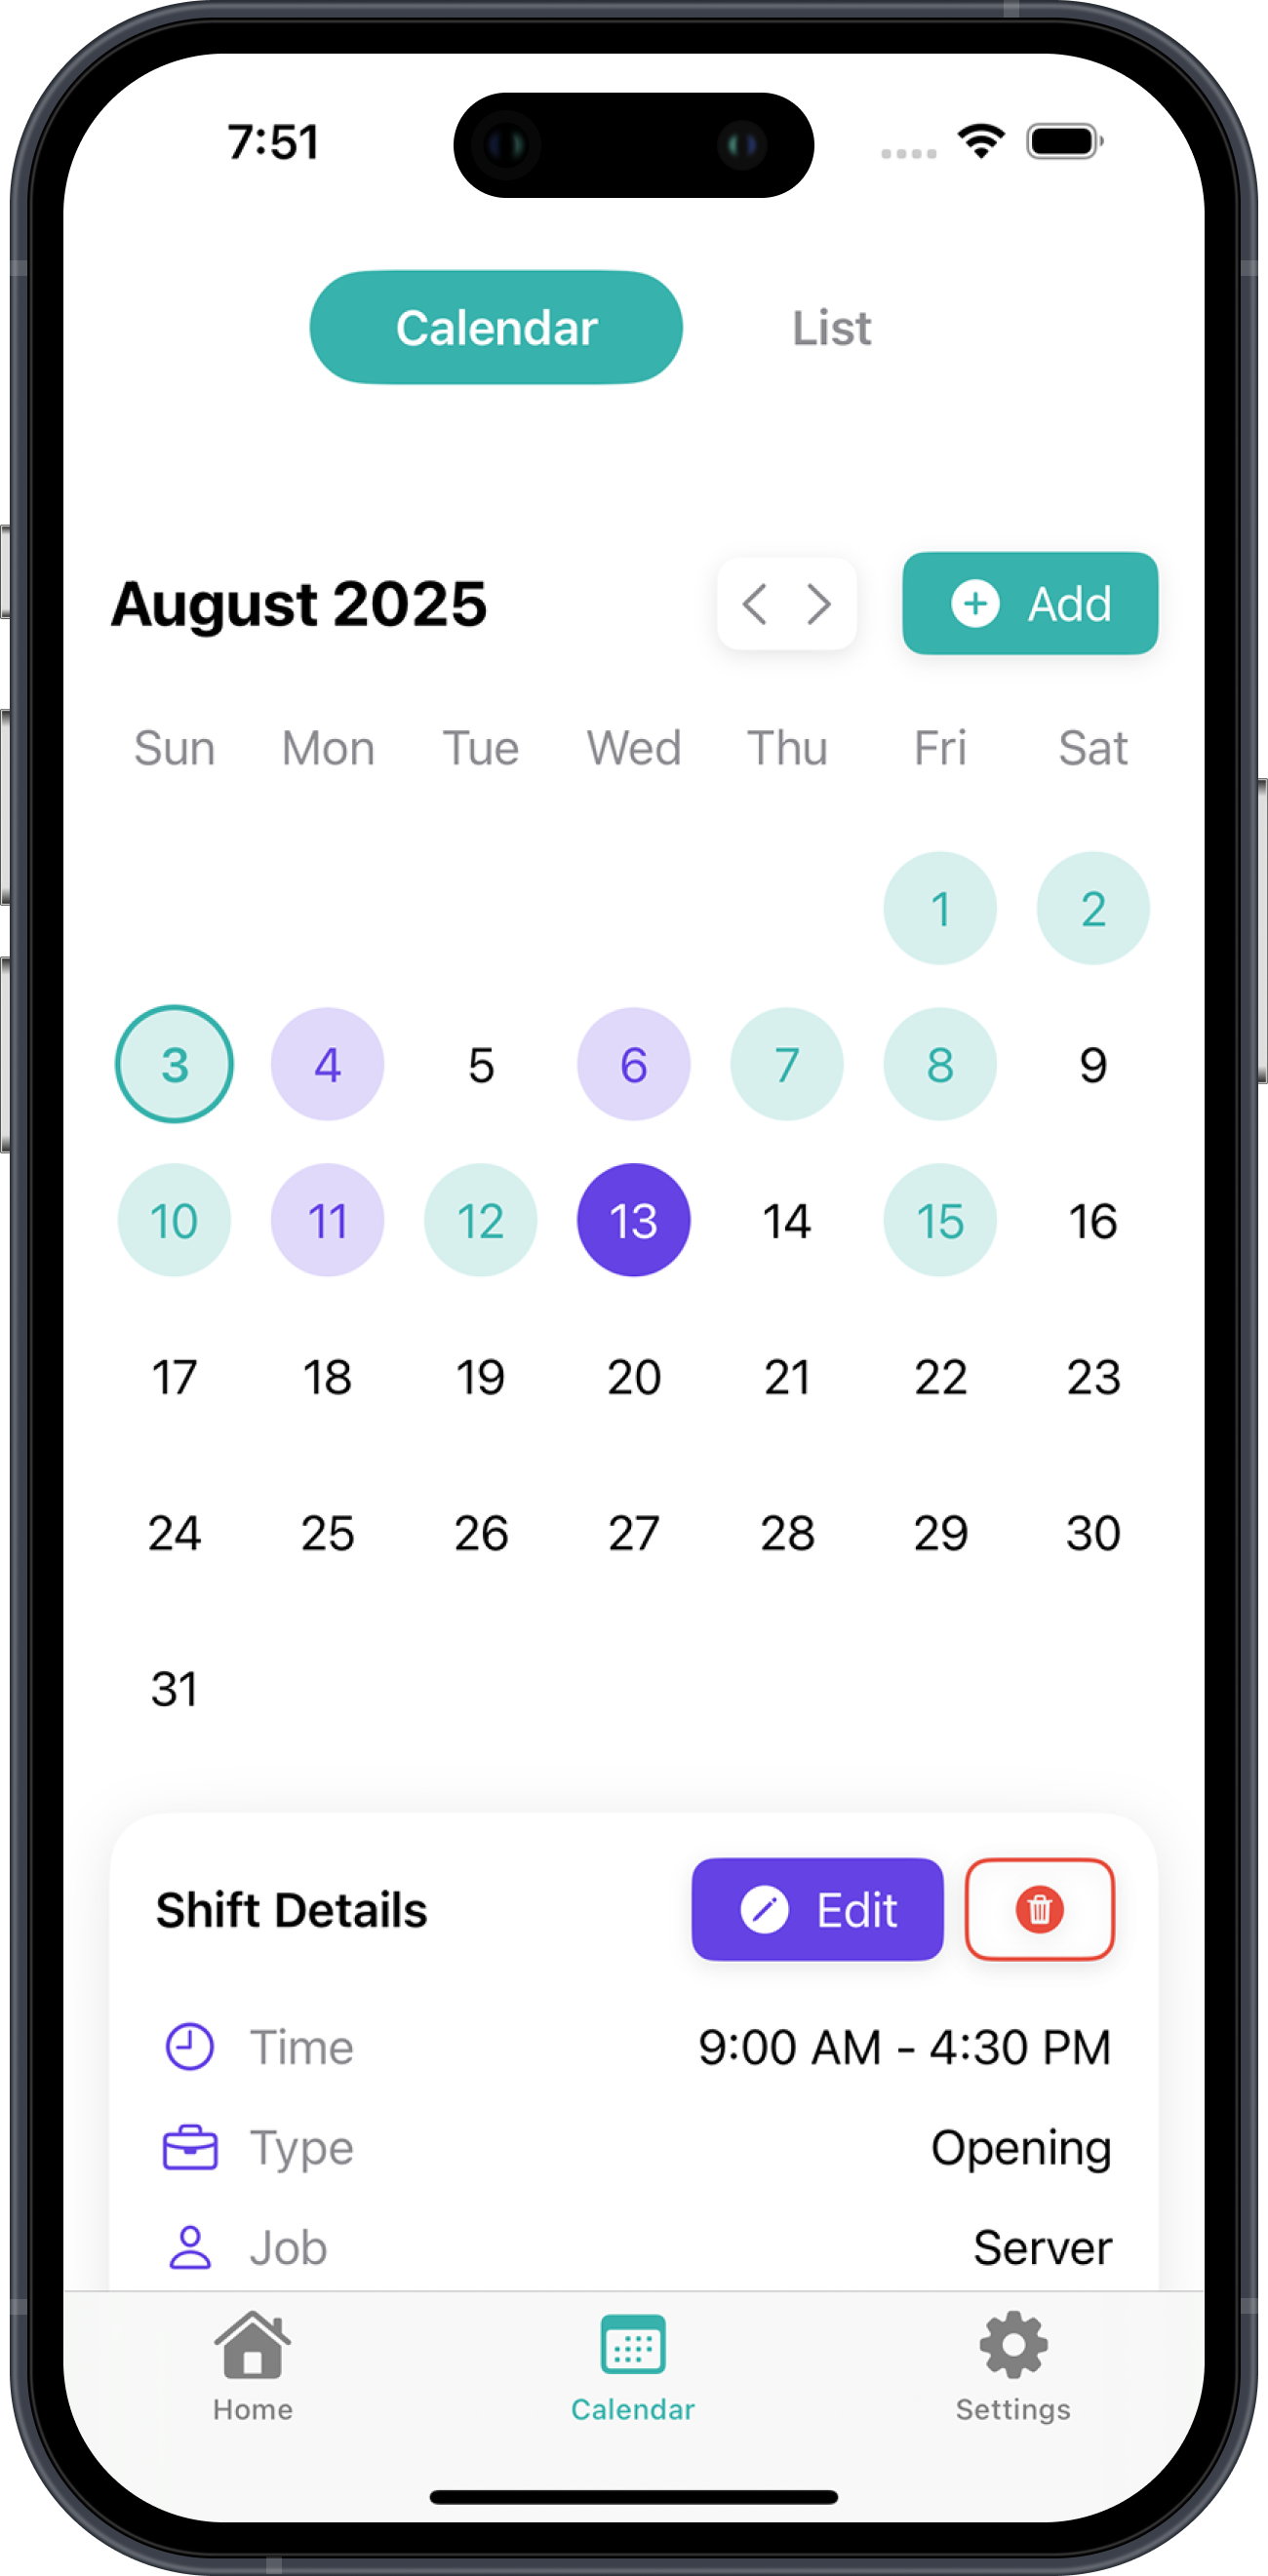 7:51
Calendar List
August 2025 Add
Sun Mon Tue Wed Thu Fri Sat
1 2
3 4 5 6 7 8 9
10 11 12 13 14 15 16
17 18 19 20 21 22 23
24 25 26 27 28 29 30
31
Shift Details Edit
Time 9:00 AM - 4:30 PM
Type Opening
Job Server
Home Calendar Settings